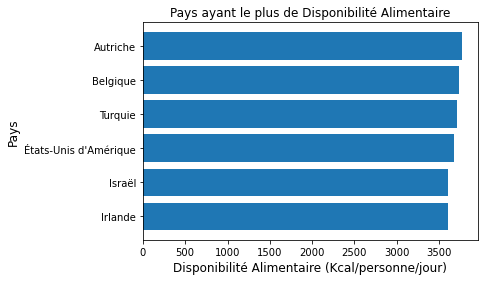 Pays ayant le plus de Disponibilité Alimentaire
Pays
Autriche
Belgique
Turquie
États-Unis d'Amérique
Israël
Irlande
0 500 1000 1500 2000 2500 3000 3500
Disponibilité Alimentaire (Kcal/personne/jour)